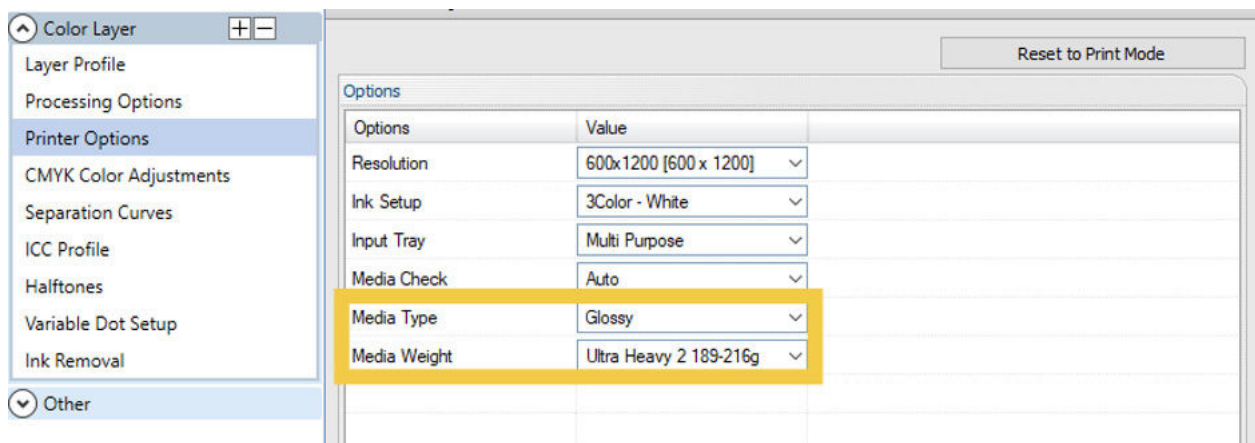 Color Layer
Layer Profile
Processing Options
Printer Options
CMYK Color Adjustments
Separation Curves
ICC Profile
Halftones
Variable Dot Setup
Ink Removal
Other
Reset to Print Mode
Options
Options Value
Resolution 600x1200 [600 x 1200]
Ink Setup 3Color - White
Input Tray Multi Purpose
Media Check Auto
Media Type Glossy
Media Weight Ultra Heavy 2 189-216g